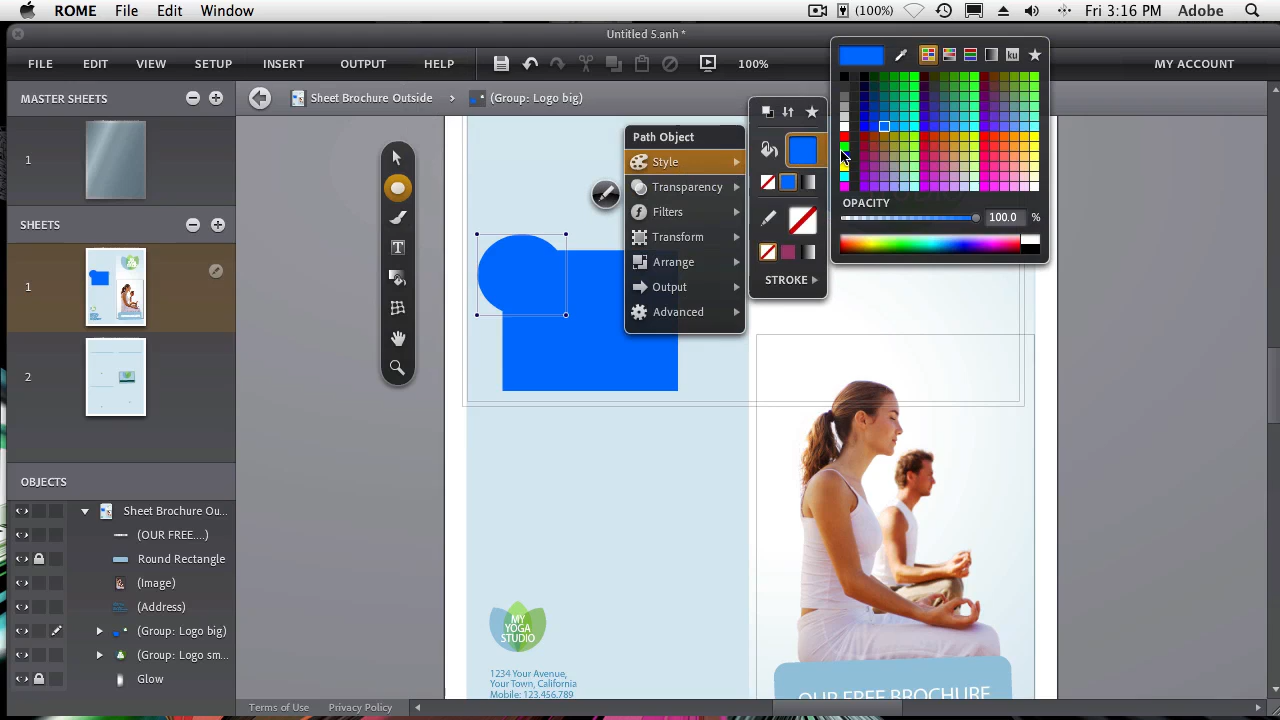 ROME File Edit Window (100%) Fri 3:16 PM Adobe
Untitled 5.anh *
FILE EDIT VIEW SETUP INSERT OUTPUT HELP 100% MY ACCOUNT
MASTER SHEETS
1
SHEETS
1
2
OBJECTS
Sheet Brochure Ou...
(OUR FREE....)
Round Rectangle
(Image)
(Address)
(Group: Logo big)
(Group: Logo sm...
Glow
Sheet Brochure Outside (Group: Logo big)
T
Path Object
Style
Transparency
Filters
Transform
Arrange
Output
Advanced
STROKE
ku
OPACITY
100.0 %
MY
YOGA
STUDIO
1234 Your Avenue,
Your Town, California
Mobile: 123.456.789
OUR FREE BROCHURE
Terms of Use Privacy Policy